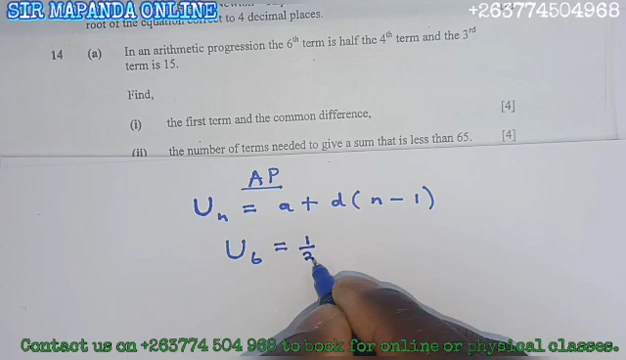 SIR MAPANDA ONLINE
+263774504968
root of the equation correct to 4 decimal places.
14 (a) In an arithmetic progression the 6th term is half the 4th term and the 3rd
term is 15.
Find,
(i) the first term and the common difference, [4]
(ii) the number of terms needed to give a sum that is less than 65. [4]
AP
Un = a + d(n - 1)
U6 = 1/2
Contact us on +263774 504 968 to book for online or physical classes.